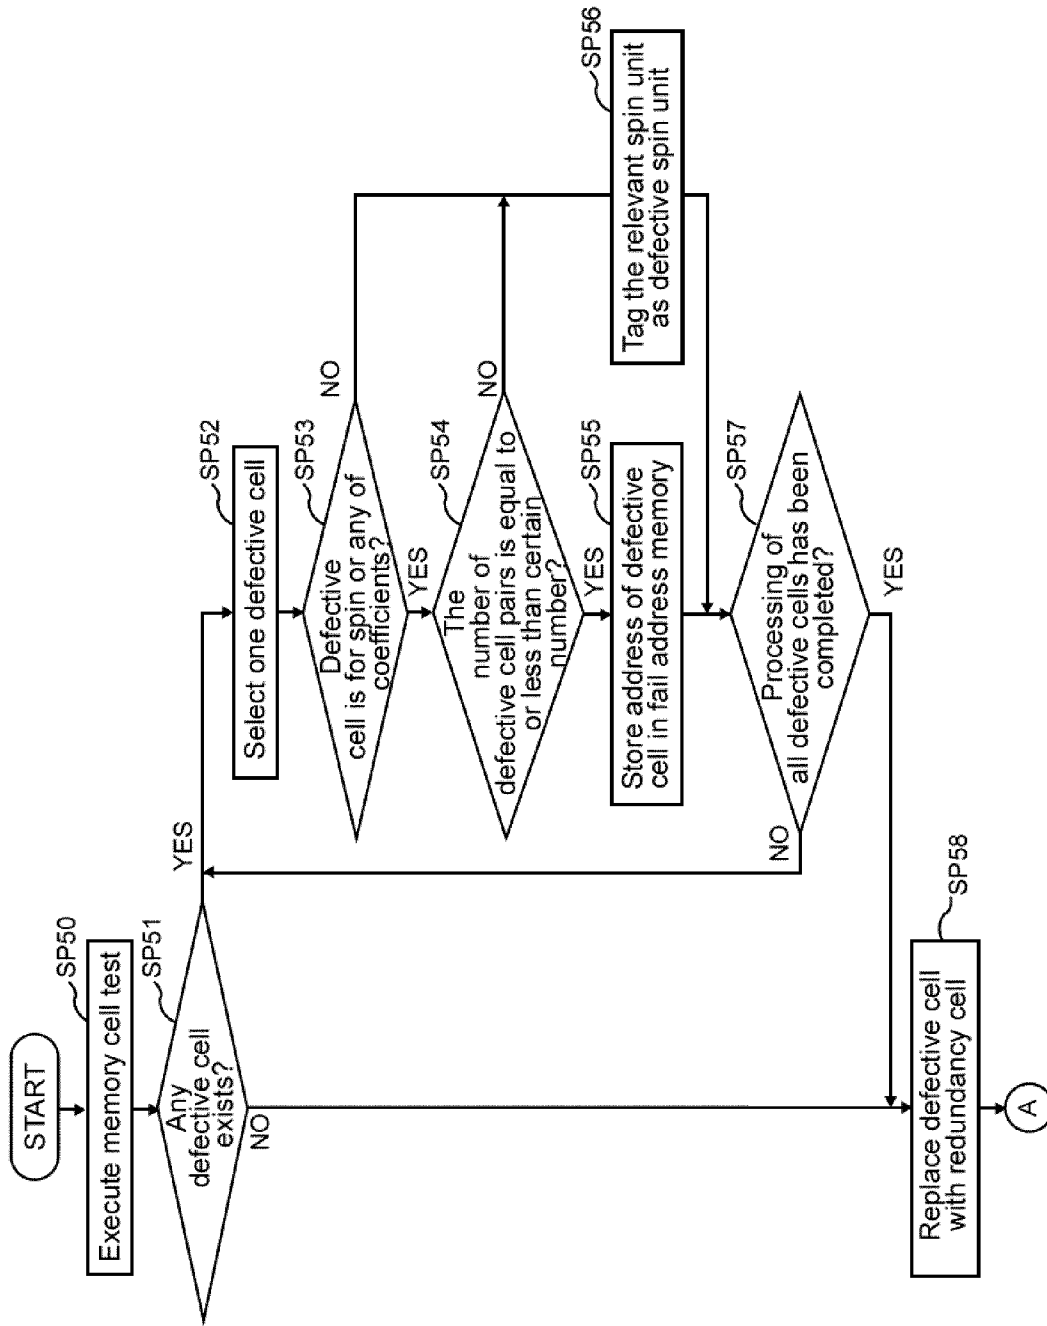 START
SP50
Execute memory cell test
SP51
Any
defective cell
exists?
YES
NO
SP52
Select one defective cell
SP53
Defective
cell is for spin or any of
coefficients?
NO
YES
SP54
The
number of
defective cell pairs is equal to
or less than certain
number?
NO
YES
SP55
Store address of defective
cell in fail address memory
SP56
Tag the relevant spin unit
as defective spin unit
SP57
Processing of
all defective cells has been
completed?
NO
YES
SP58
Replace defective cell
with redundancy cell
A